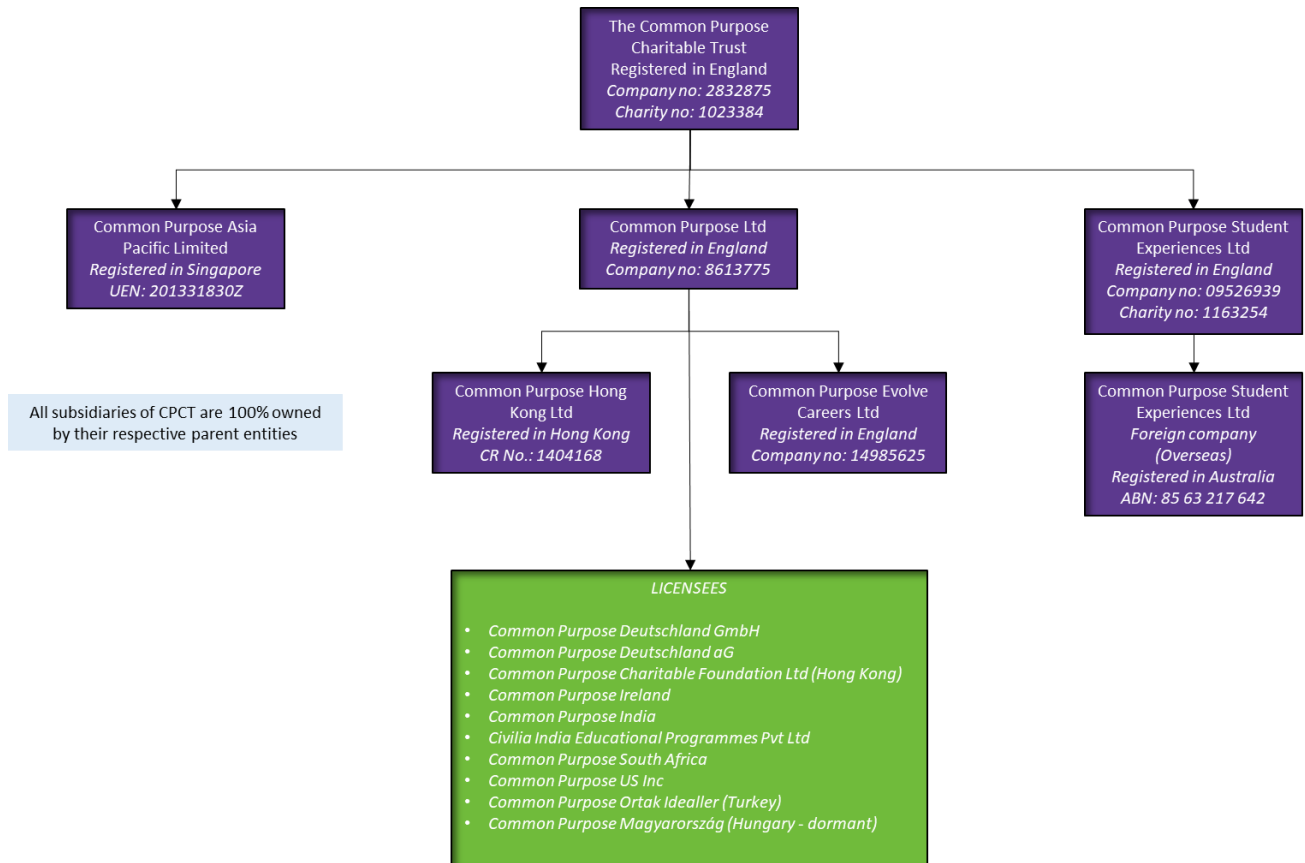 The Common Purpose
Charitable Trust
Registered in England
Company no: 2832875
Charity no: 1023384
Common Purpose Asia
Pacific Limited
Registered in Singapore
UEN: 201331830Z
Common Purpose Ltd
Registered in England
Company no: 8613775
Common Purpose Student
Experiences Ltd
Registered in England
Company no: 09526939
Charity no: 1163254
All subsidiaries of CPCT are 100% owned
by their respective parent entities
Common Purpose Hong
Kong Ltd
Registered in Hong Kong
CR No.: 1404168
Common Purpose Evolve
Careers Ltd
Registered in England
Company no: 14985625
Common Purpose Student
Experiences Ltd
Foreign company
(Overseas)
Registered in Australia
ABN: 85 63 217 642
LICENSEES
• Common Purpose Deutschland GmbH
• Common Purpose Deutschland aG
• Common Purpose Charitable Foundation Ltd (Hong Kong)
• Common Purpose Ireland
• Common Purpose India
• Civilia India Educational Programmes Pvt Ltd
• Common Purpose South Africa
• Common Purpose US Inc
• Common Purpose Ortak Idealler (Turkey)
• Common Purpose Magyarország (Hungary - dormant)